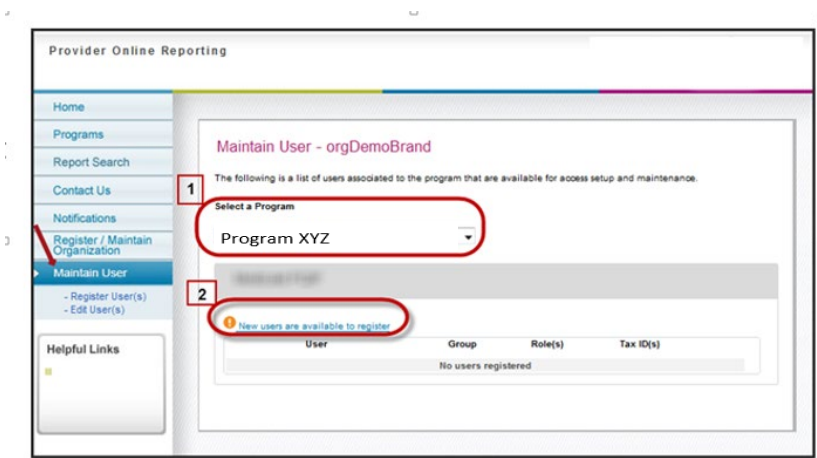 Provider Online Reporting
Home
Programs
Report Search
Contact Us
Notifications
Register / Maintain
Organization
Maintain User
- Register User(s)
- Edit User(s)
Helpful Links
Maintain User - orgDemoBrand
The following is a list of users associated to the program that are available for access setup and maintenance.
1
Select a Program
Program XYZ
2
New users are available to register
User Group Role(s) Tax ID(s)
No users registered